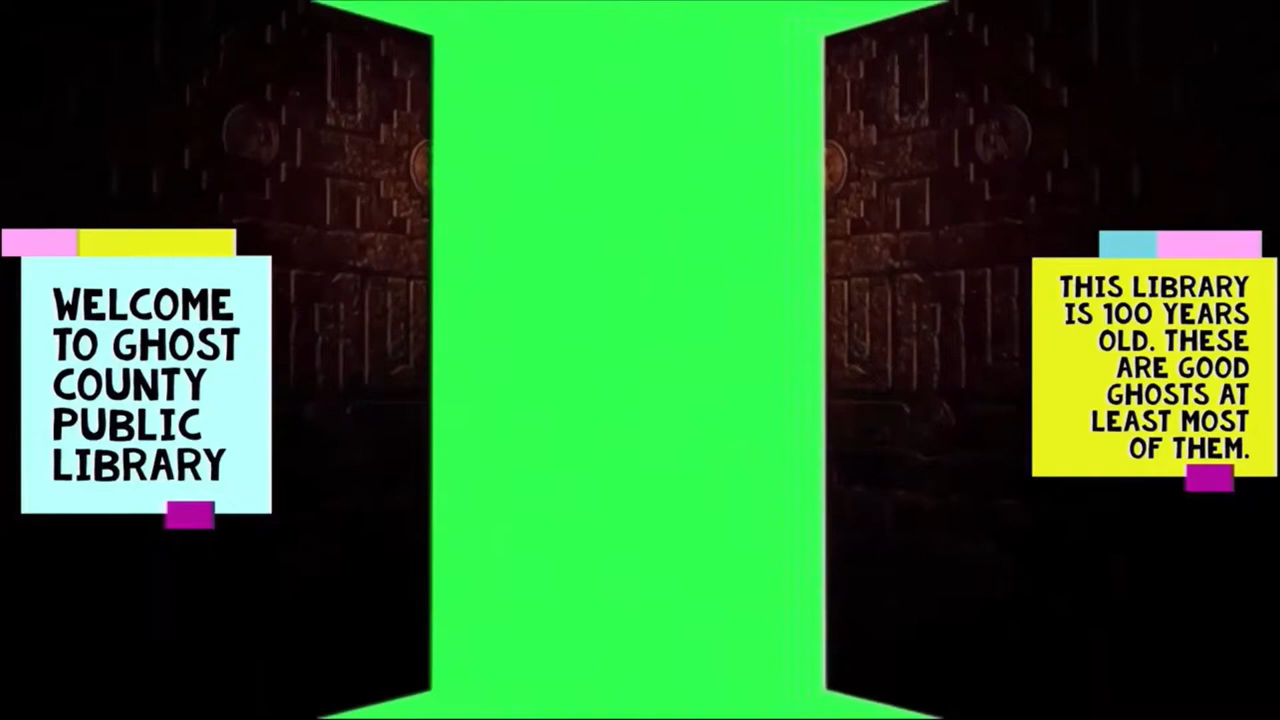 WELCOME
TO GHOST
COUNTY
PUBLIC
LIBRARY
THIS LIBRARY
IS 100 YEARS
OLD. THESE
ARE GOOD
GHOSTS AT
LEAST MOST
OF THEM.